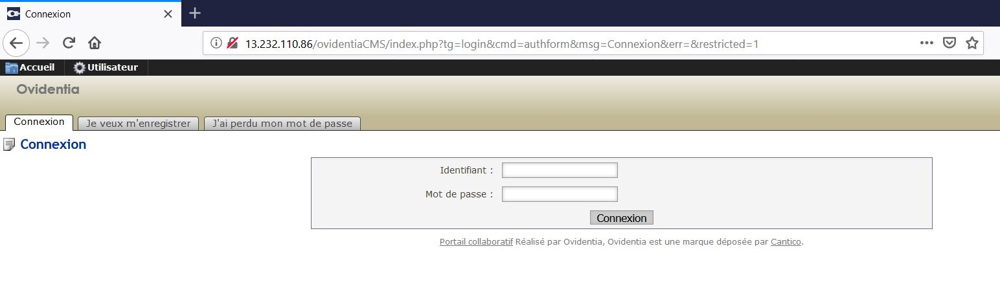 Connexion
13.232.110.86/ovidentiaCMS/index.php?tg=login&cmd=authform&msg=Connexion&err=&restricted=1
Accueil Utilisateur
Ovidentia
Connexion Je veux m'enregistrer J'ai perdu mon mot de passe
Connexion
Identifiant :
Mot de passe :
Connexion
Portail collaboratif Réalisé par Ovidentia, Ovidentia est une marque déposée par Cantico.